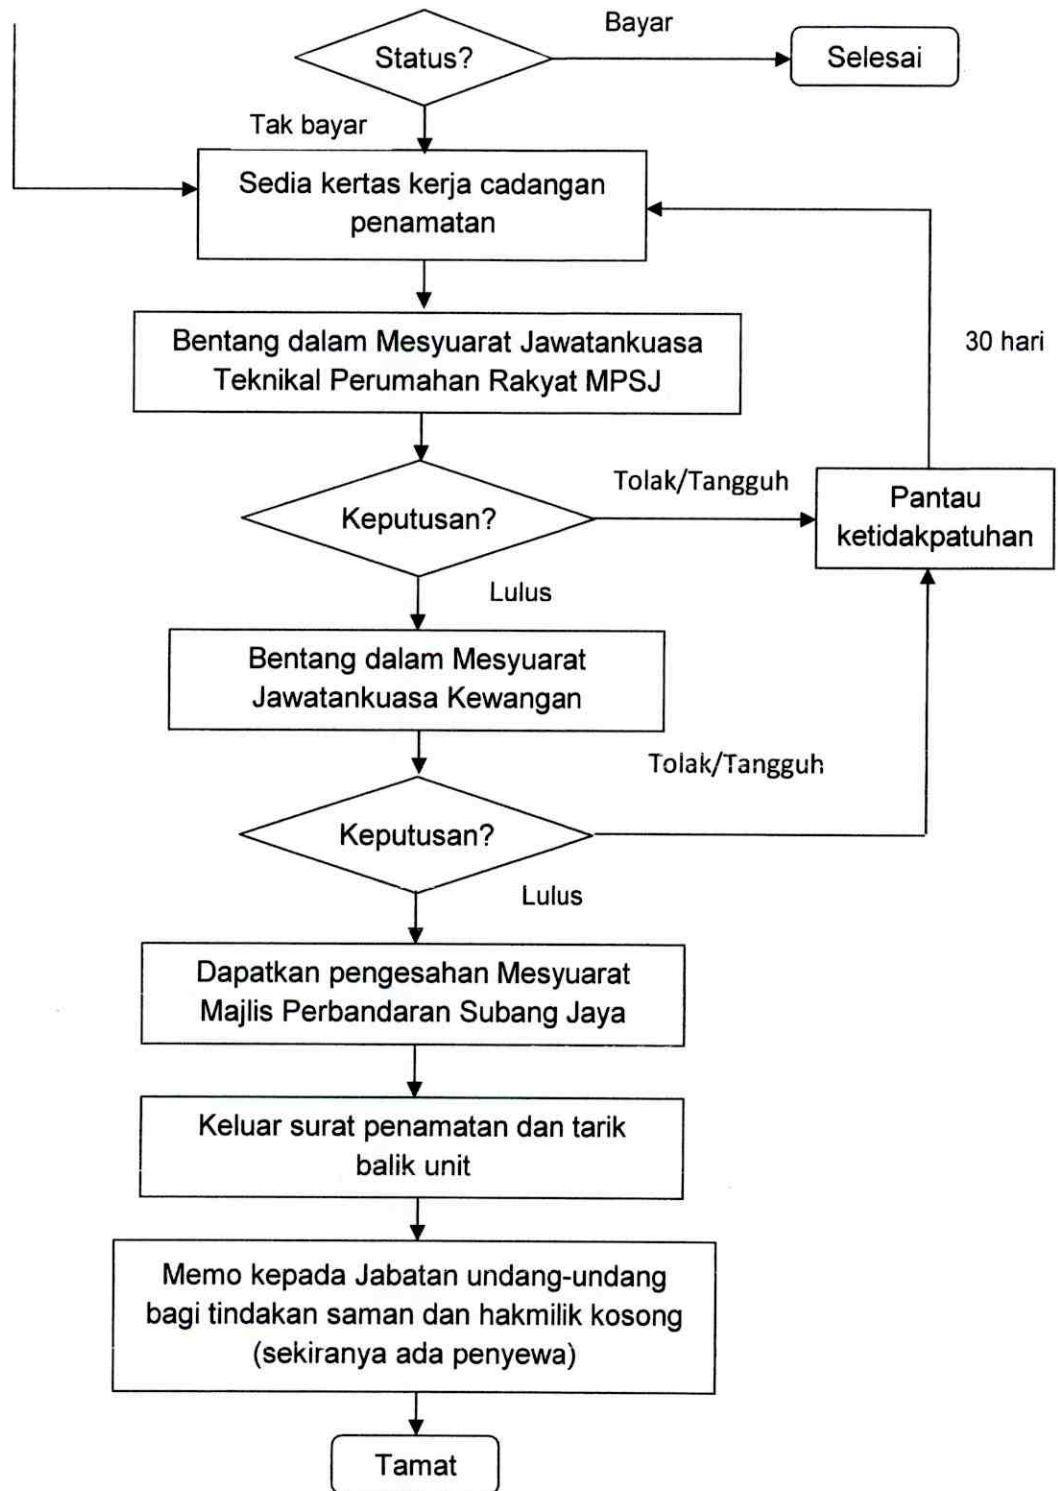 Bayar
Status?
Selesai
Tak bayar
Sedia kertas kerja cadangan
penamatan
Bentang dalam Mesyuarat Jawatankuasa
Teknikal Perumahan Rakyat MPSJ
30 hari
Tolak/Tangguh
Keputusan?
Pantau
ketidakpatuhan
Lulus
Bentang dalam Mesyuarat
Jawatankuasa Kewangan
Tolak/Tangguh
Keputusan?
Lulus
Dapatkan pengesahan Mesyuarat
Majlis Perbandaran Subang Jaya
Keluar surat penamatan dan tarik
balik unit
Memo kepada Jabatan undang-undang
bagi tindakan saman dan hakmilik kosong
(sekiranya ada penyewa)
Tamat